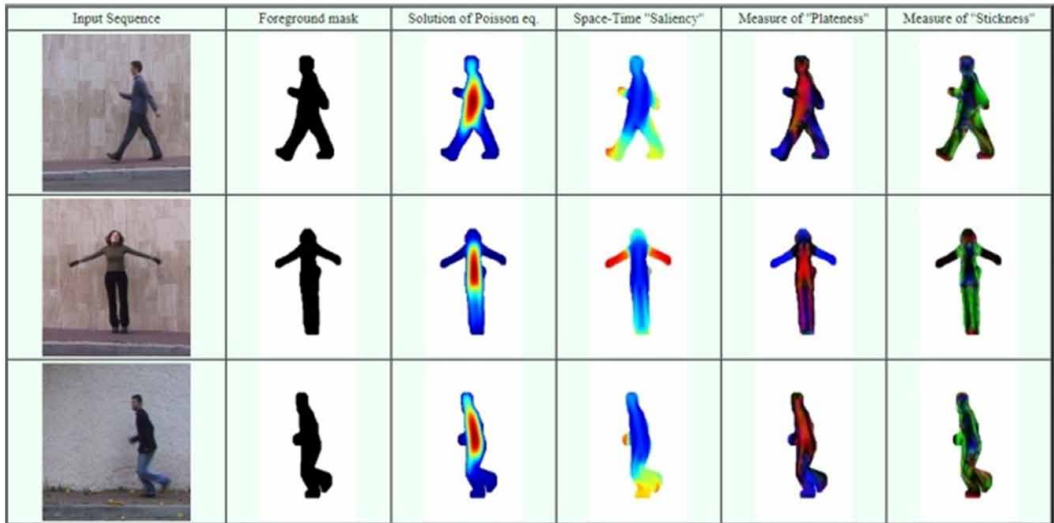 Input Sequence
Foreground mask
Solution of Poisson eq.
Space-Time "Saliency"
Measure of "Plateness"
Measure of "Stickness"